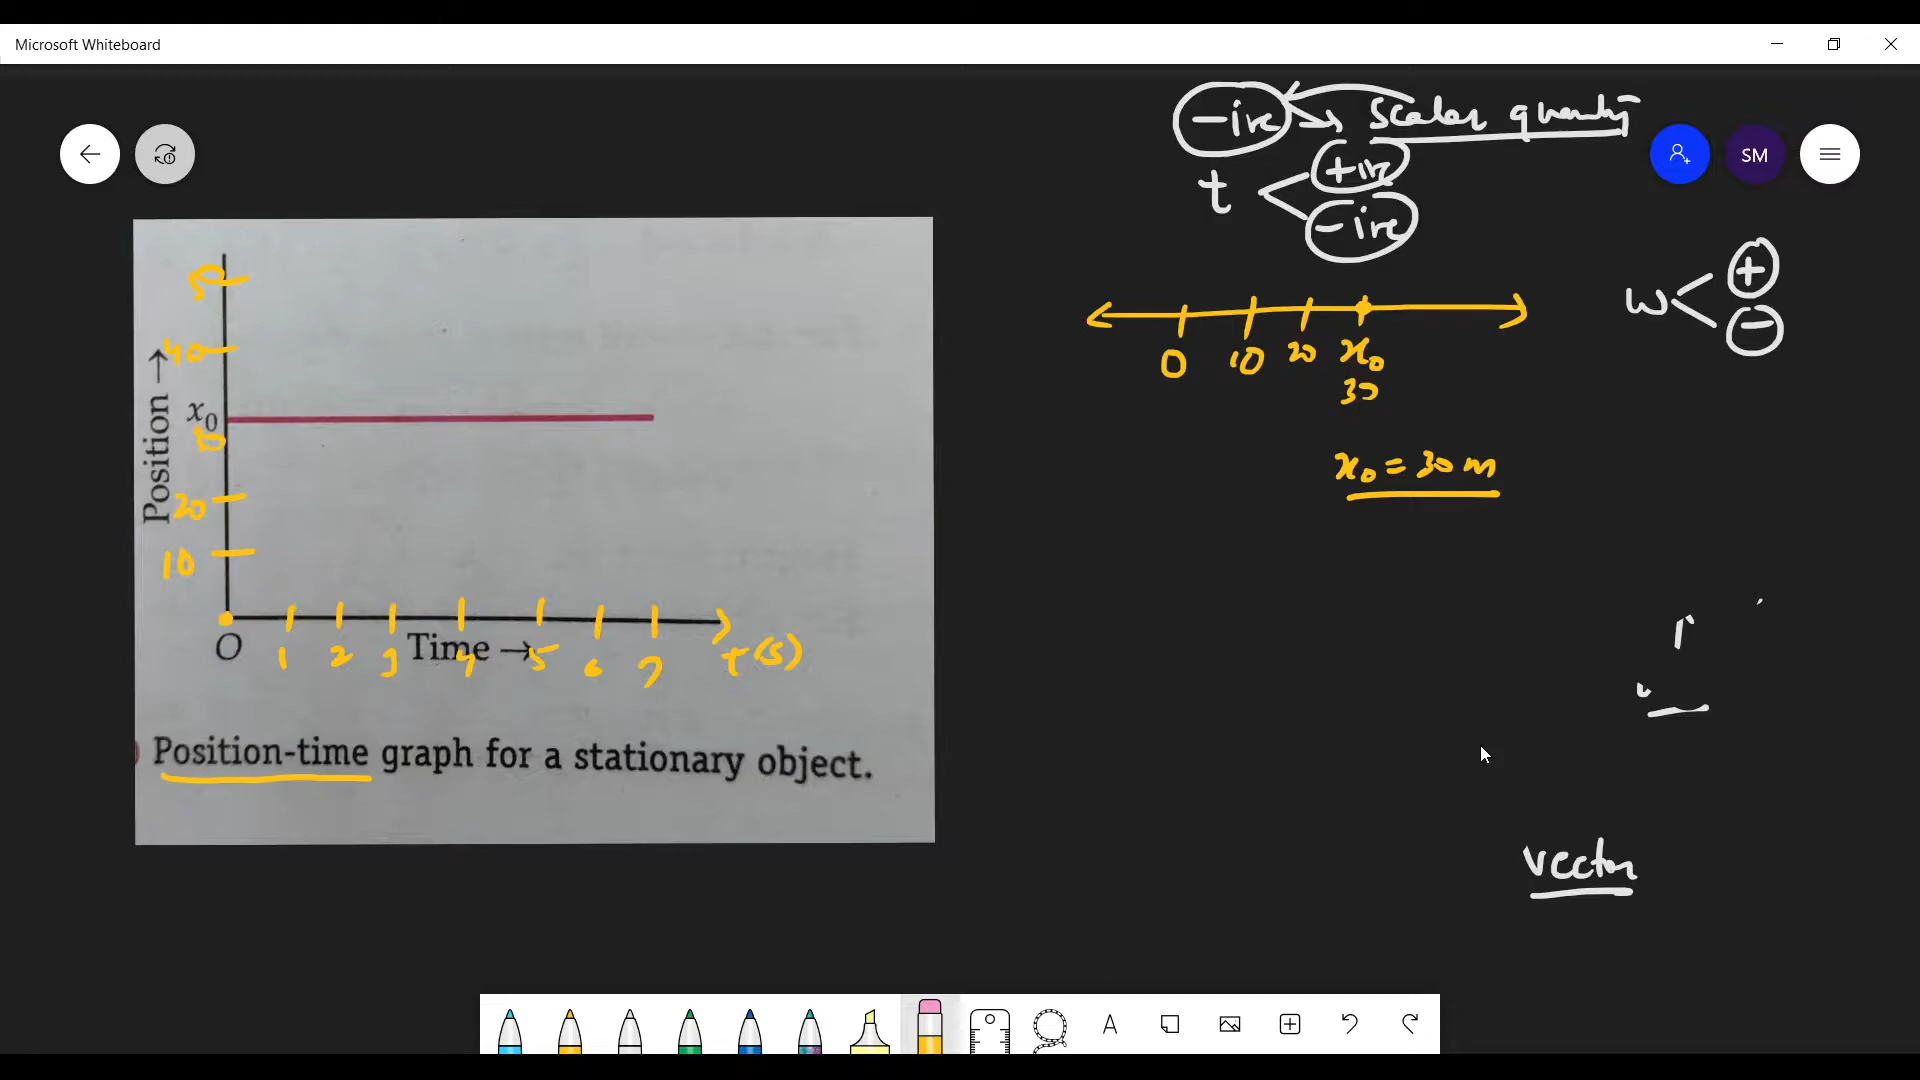 Microsoft Whiteboard
-ive → Scalar quantity
SM
t +ive
-ive
W +
-
40
Position →
x0
30
20
10
0 10 20 x0
30
x0 = 30 m
O Time →
1 2 3 4 5 6 7 t(s)
Position-time graph for a stationary object.
vector
A